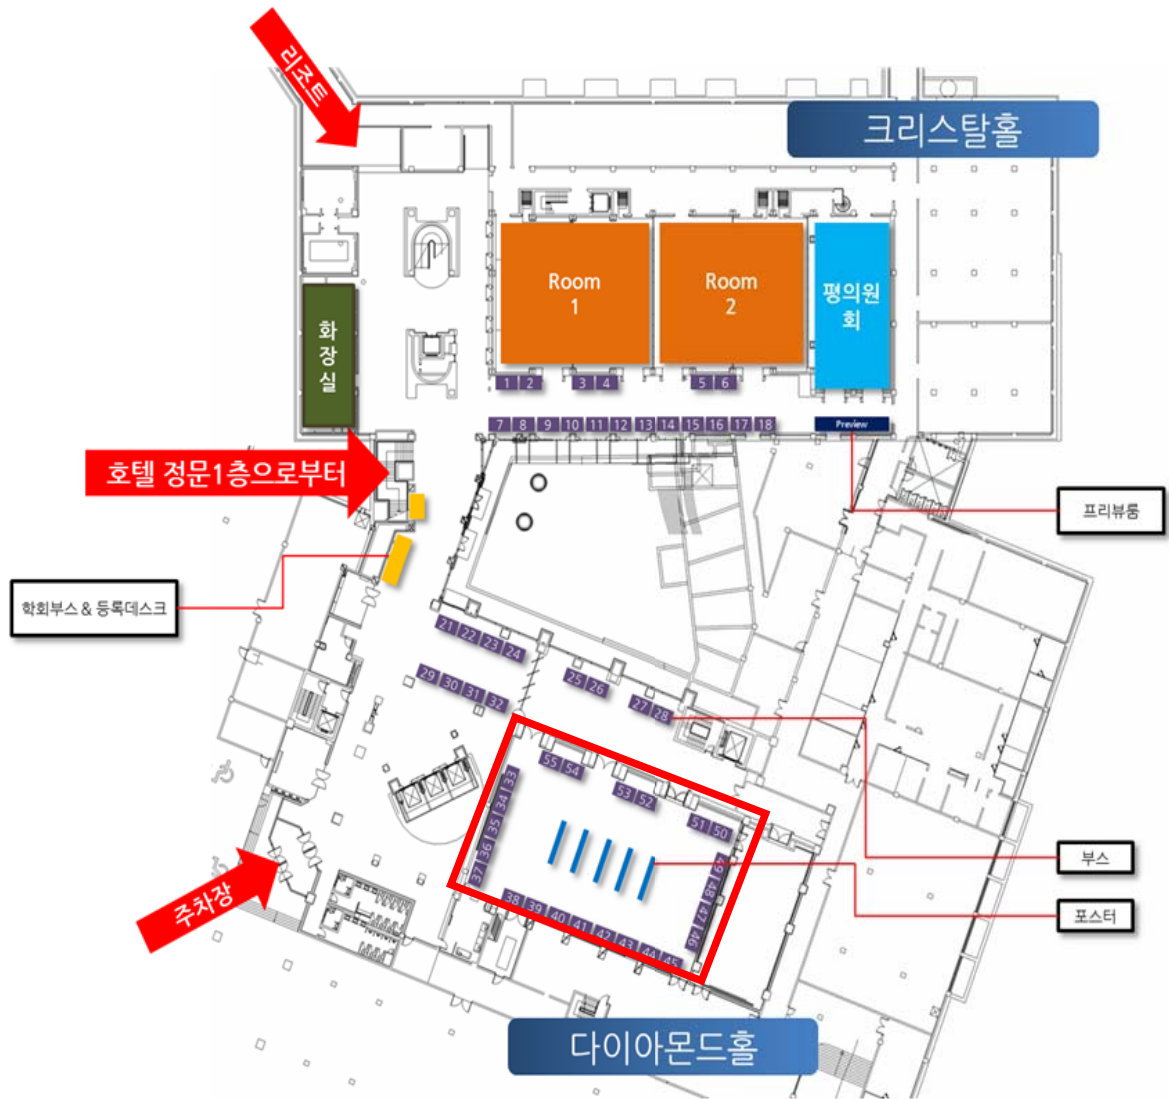 리조트
크리스탈홀
Room
1
Room
2
평의원
회
화
장
실
1 2 3 4 5 6
7 8 9 10 11 12 13 14 15 16 17 18
Preview
호텔 정문1층으로부터
프리뷰룸
학회부스 & 등록데스크
21 22 23 24
25 26
27 28
29 30 31 32
55 54
53 52
51 50
33
34
35
36
37
49
48
47
46
38 39 40 41 42 43 44 45
부스
포스터
주차장
다이아몬드홀